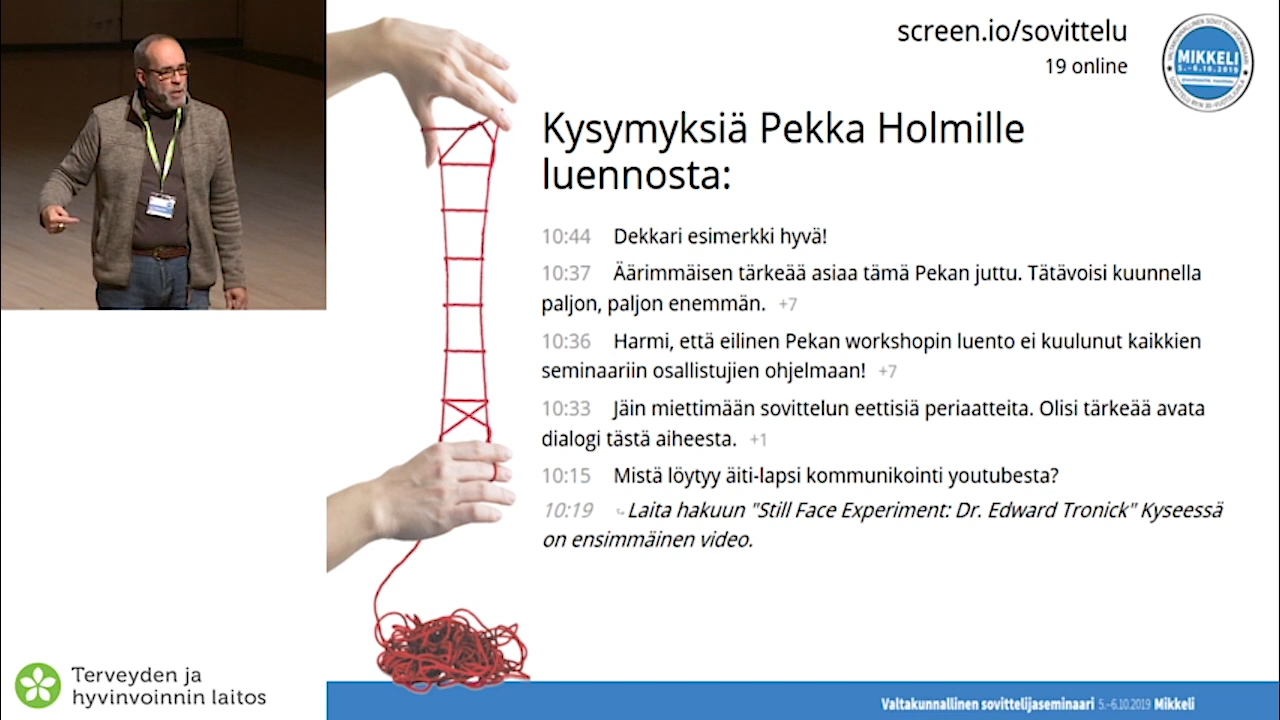 screen.io/sovittelu
19 online
VALTAKUNNALLINEN SOVITTELIJASEMINAARI
MIKKELI
5.-6.10.2019
Kysymyksiä Pekka Holmille
luennosta:
10:44 Dekkari esimerkki hyvä!
10:37 Äärimmäisen tärkeää asiaa tämä Pekan juttu. Tätävoisi kuunnella
paljon, paljon enemmän. +7
10:36 Harmi, että eilinen Pekan workshopin luento ei kuulunut kaikkien
seminaariin osallistujien ohjelmaan! +7
10:33 Jäin miettimään sovittelun eettisiä periaatteita. Olisi tärkeää avata
dialogi tästä aiheesta. +1
10:15 Mistä löytyy äiti-lapsi kommunikointi youtubesta?
10:19 Laita hakuun "Still Face Experiment: Dr. Edward Tronick" Kyseessä
on ensimmäinen video.
Terveyden ja
hyvinvoinnin laitos
Valtakunnallinen sovittelijaseminaari 5.-6.10.2019 Mikkeli